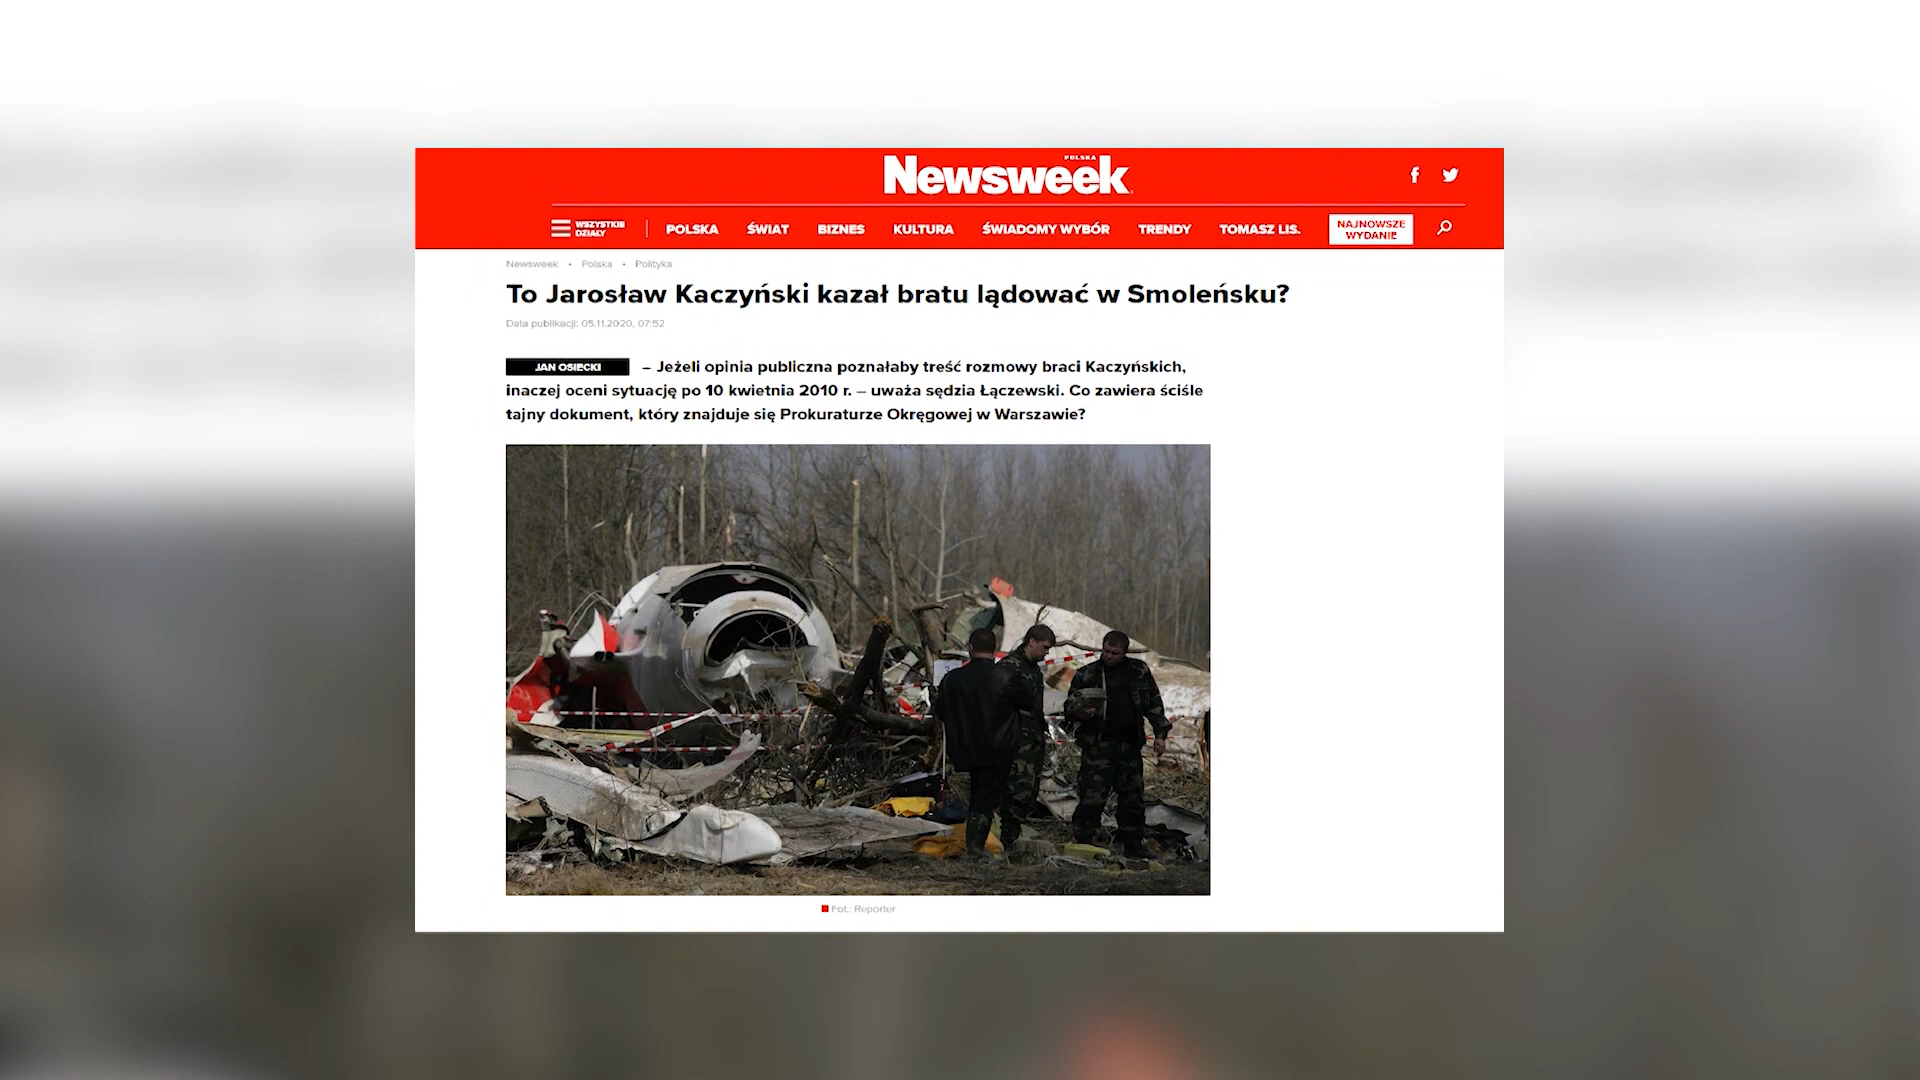 POLSKA
Newsweek
WSZYSTKIE
DZIAŁY
POLSKA ŚWIAT BIZNES KULTURA ŚWIADOMY WYBÓR TRENDY TOMASZ LIS.
NAJNOWSZE
WYDANIE
Newsweek • Polska • Polityka
To Jarosław Kaczyński kazał bratu lądować w Smoleńsku?
Data publikacji: 05.11.2020, 07:52
JAN OSIECKI – Jeżeli opinia publiczna poznałaby treść rozmowy braci Kaczyńskich,
inaczej oceni sytuację po 10 kwietnia 2010 r. – uważa sędzia Łączewski. Co zawiera ściśle
tajny dokument, który znajduje się Prokuraturze Okręgowej w Warszawie?
Fot.: Reporter